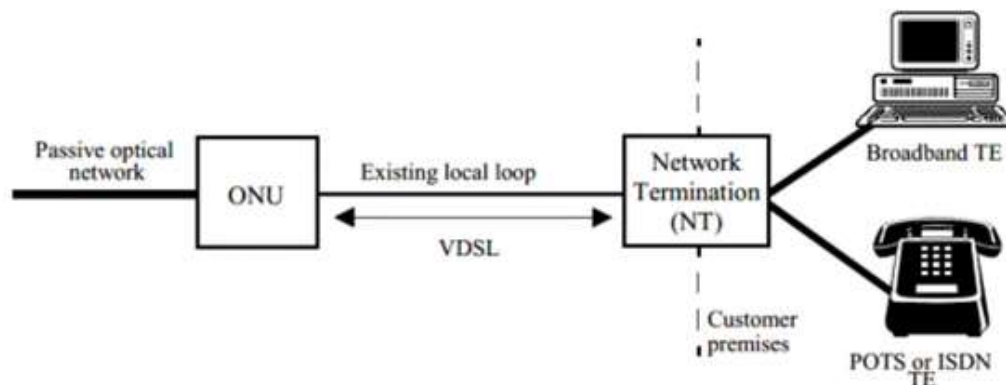 Passive optical
network
ONU
Existing local loop
VDSL
Network
Termination
(NT)
Customer
premises
Broadband TE
POTS or ISDN
TE